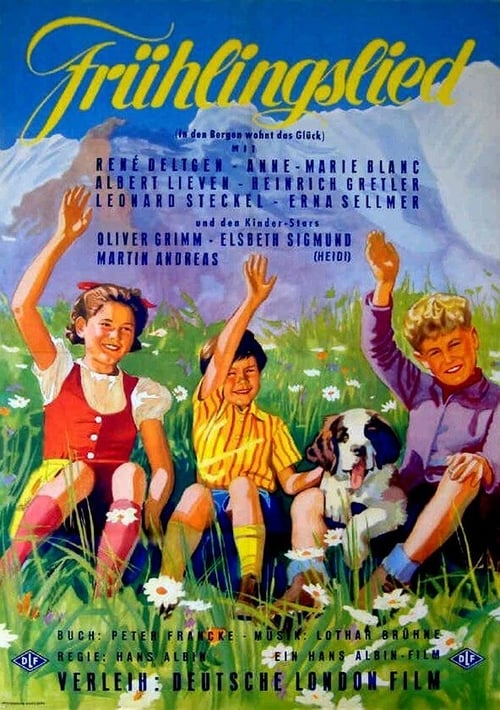 Frühlingslied
(in den Bergen wohnt das Glück)
MIT
RENÉ DELTGEN - ANNE-MARIE BLANC
ALBERT LIEVEN - HEINRICH GRETLER
LEONARD STECKEL - ERNA SELLMER
und den Kinder-Stars
OLIVER GRIMM - ELSBETH SIGMUND
MARTIN ANDREAS (HEIDI)
BUCH: PETER FRANCKE - MUSIK: LOTHAR BRÜHNE
REGIE: HANS ALBIN EIN HANS ALBIN-FILM
DLF DLF
VERLEIH: DEUTSCHE LONDON FILM